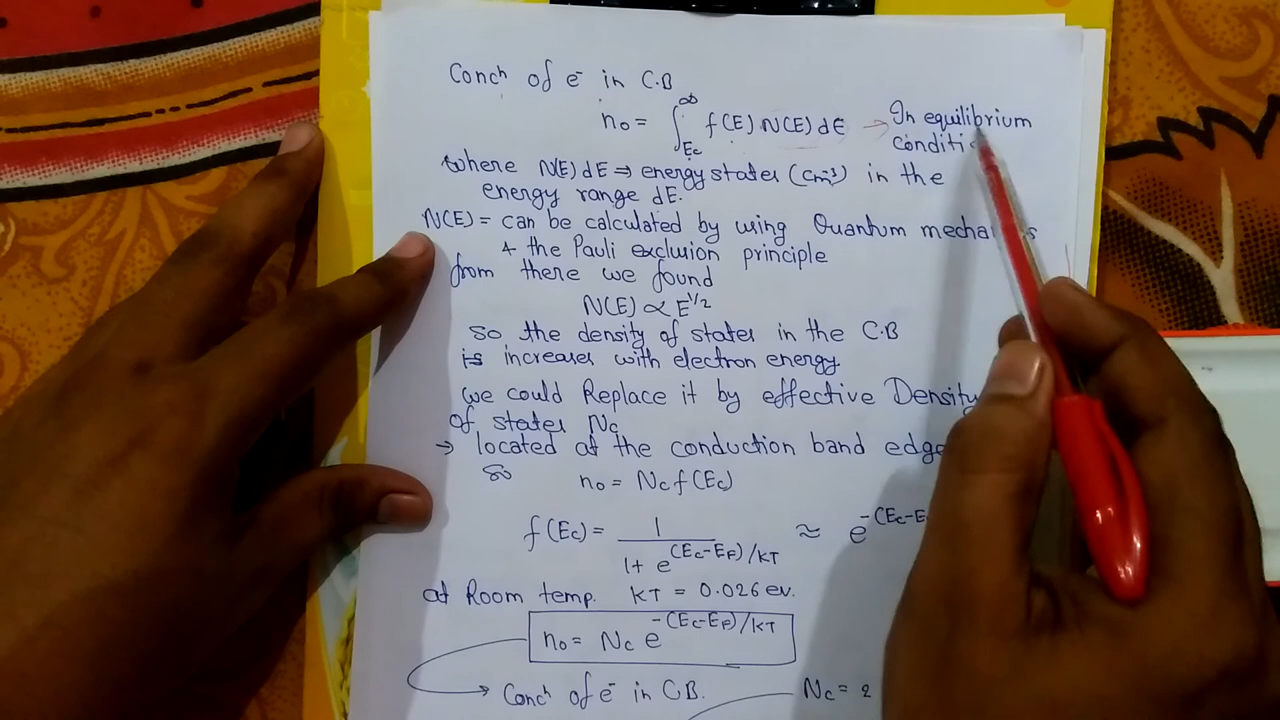 Concn of e⁻ in C.B
n₀ = ∫_{Ec}^{∞} f(E) N(E) dE → In equilibrium
where N(E) dE ⇒ energy states (cm⁻³) in the
energy range dE.
N(E) = can be calculated by using Quantum
& the Pauli exclusion principle
from there we found
N(E) ∝ E^{1/2}
so the density of states in the C.B
is increases with electron energy
We could Replace it by effective Density
of states Nc
→ located at the conduction band edge
so
n₀ = Nc f(Ec)
f(Ec) = 1 / (1 + e^{(Ec-EF)/KT}) ≈ e^{-(Ec-E
at Room temp. KT = 0.026 ev.
n₀ = Nc e^{-(Ec-EF)/KT}
→ Concn of e⁻ in C.B. Nc = 2